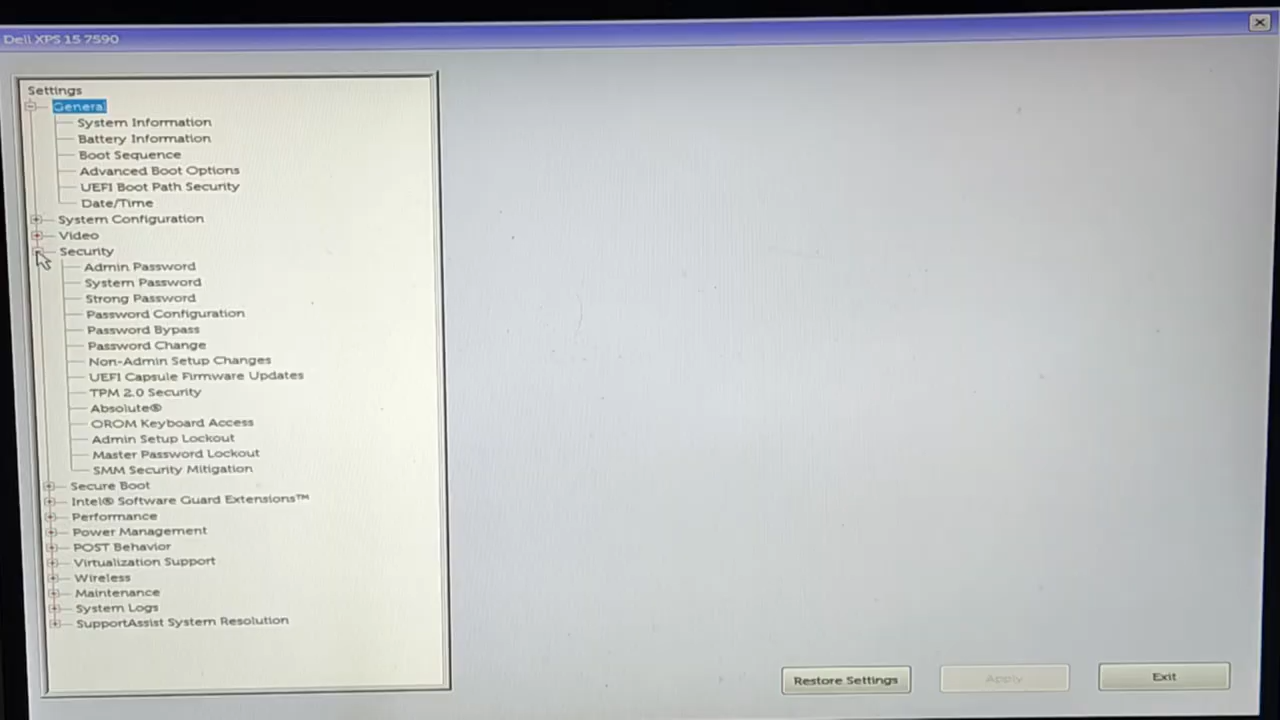 Dell XPS 15 7590
Settings
General
System Information
Battery Information
Boot Sequence
Advanced Boot Options
UEFI Boot Path Security
Date/Time
System Configuration
Video
Security
Admin Password
System Password
Strong Password
Password Configuration
Password Bypass
Password Change
Non-Admin Setup Changes
UEFI Capsule Firmware Updates
TPM 2.0 Security
Absolute®
OROM Keyboard Access
Admin Setup Lockout
Master Password Lockout
SMM Security Mitigation
Secure Boot
Intel® Software Guard Extensions™
Performance
Power Management
POST Behavior
Virtualization Support
Wireless
Maintenance
System Logs
SupportAssist System Resolution
Restore Settings
Apply
Exit